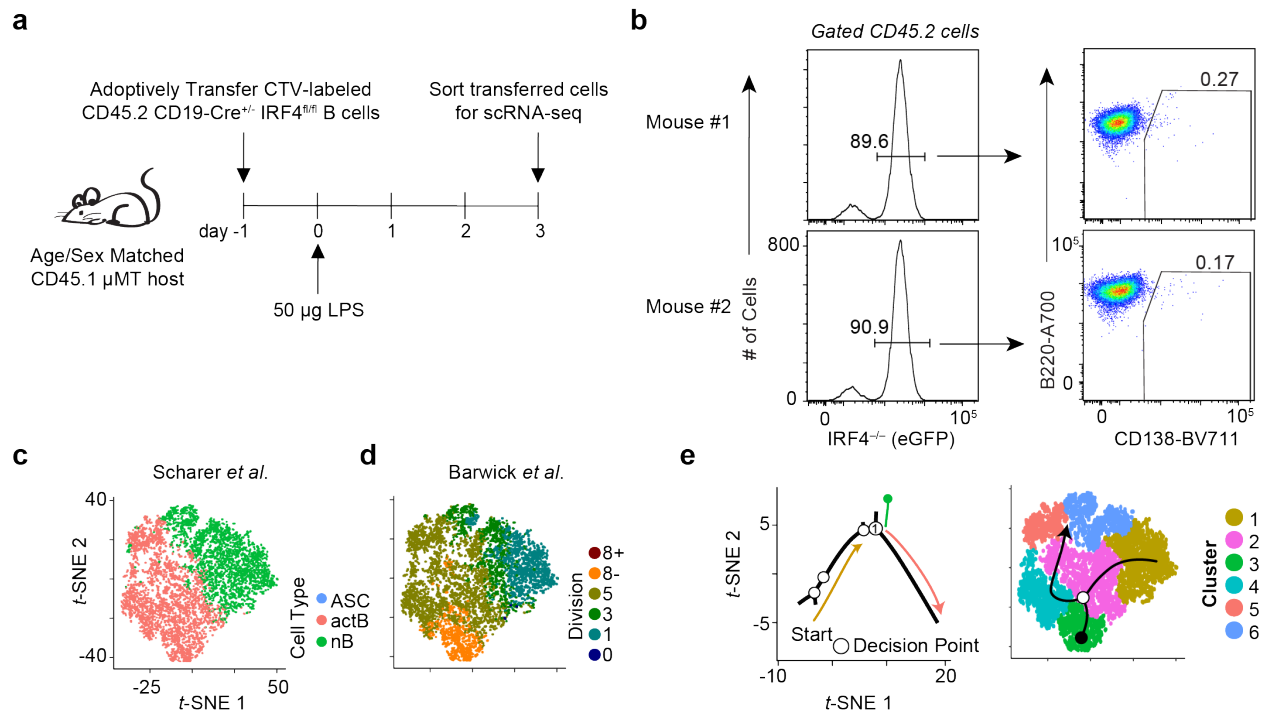 a
Adoptively Transfer CTV-labeled
CD45.2 CD19-Cre+/- IRF4fl/fl B cells
Sort transferred cells
for scRNA-seq
day -1 0 1 2 3
Age/Sex Matched
CD45.1 µMT host
50 µg LPS
b
Gated CD45.2 cells
Mouse #1
89.6
0.27
Mouse #2
800
90.9
0
# of Cells
0 10⁵
IRF4–/– (eGFP)
10⁵
0.17
0
B220-A700
0 10⁵
CD138-BV711
c
Scharer et al.
40
-40
t-SNE 2
-25 50
t-SNE 1
Cell Type
ASC
actB
nB
d
Barwick et al.
Division
8+
8-
5
3
1
0
e
5
-5
t-SNE 2
1
Start
Decision Point
-10 20
t-SNE 1
Cluster
1
2
3
4
5
6